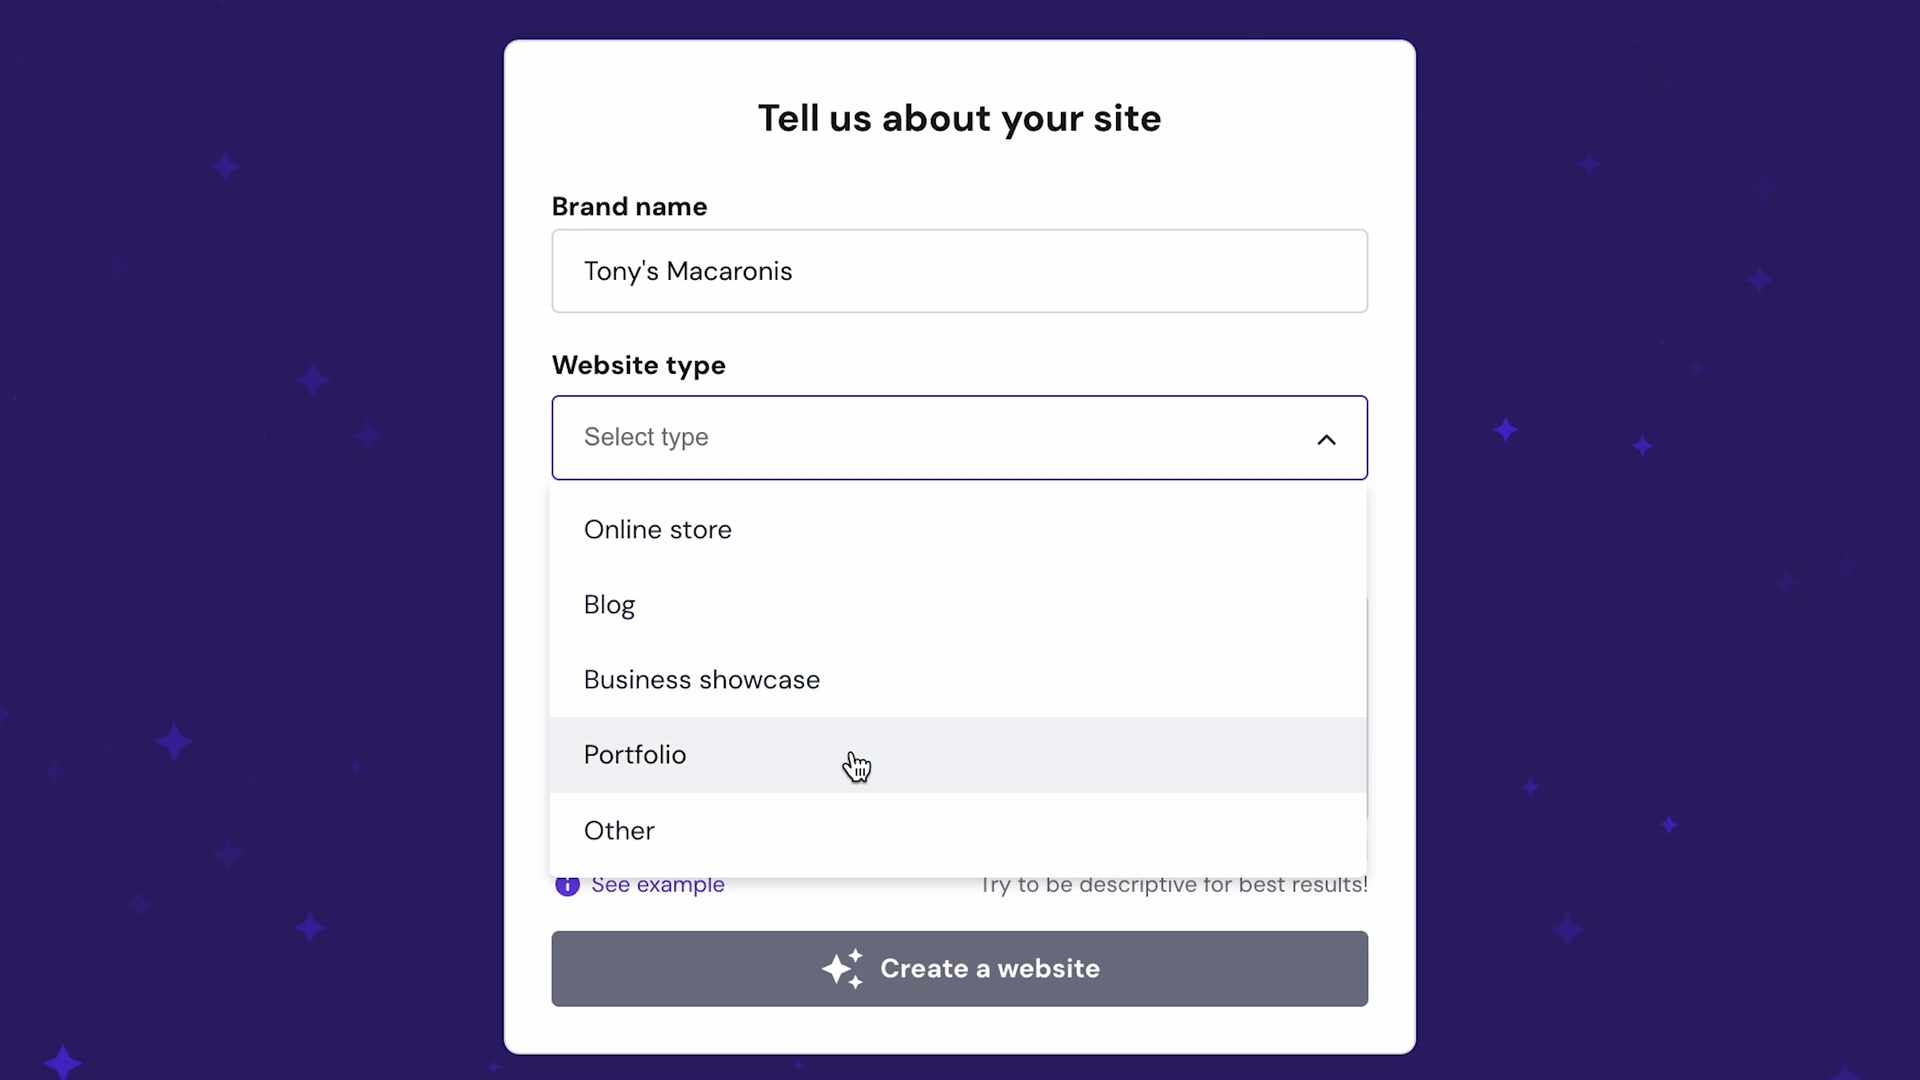 Tell us about your site
Brand name
Tony's Macaronis
Website type
Select type
Online store
Blog
Business showcase
Portfolio
Other
See example
Try to be descriptive for best results!
Create a website